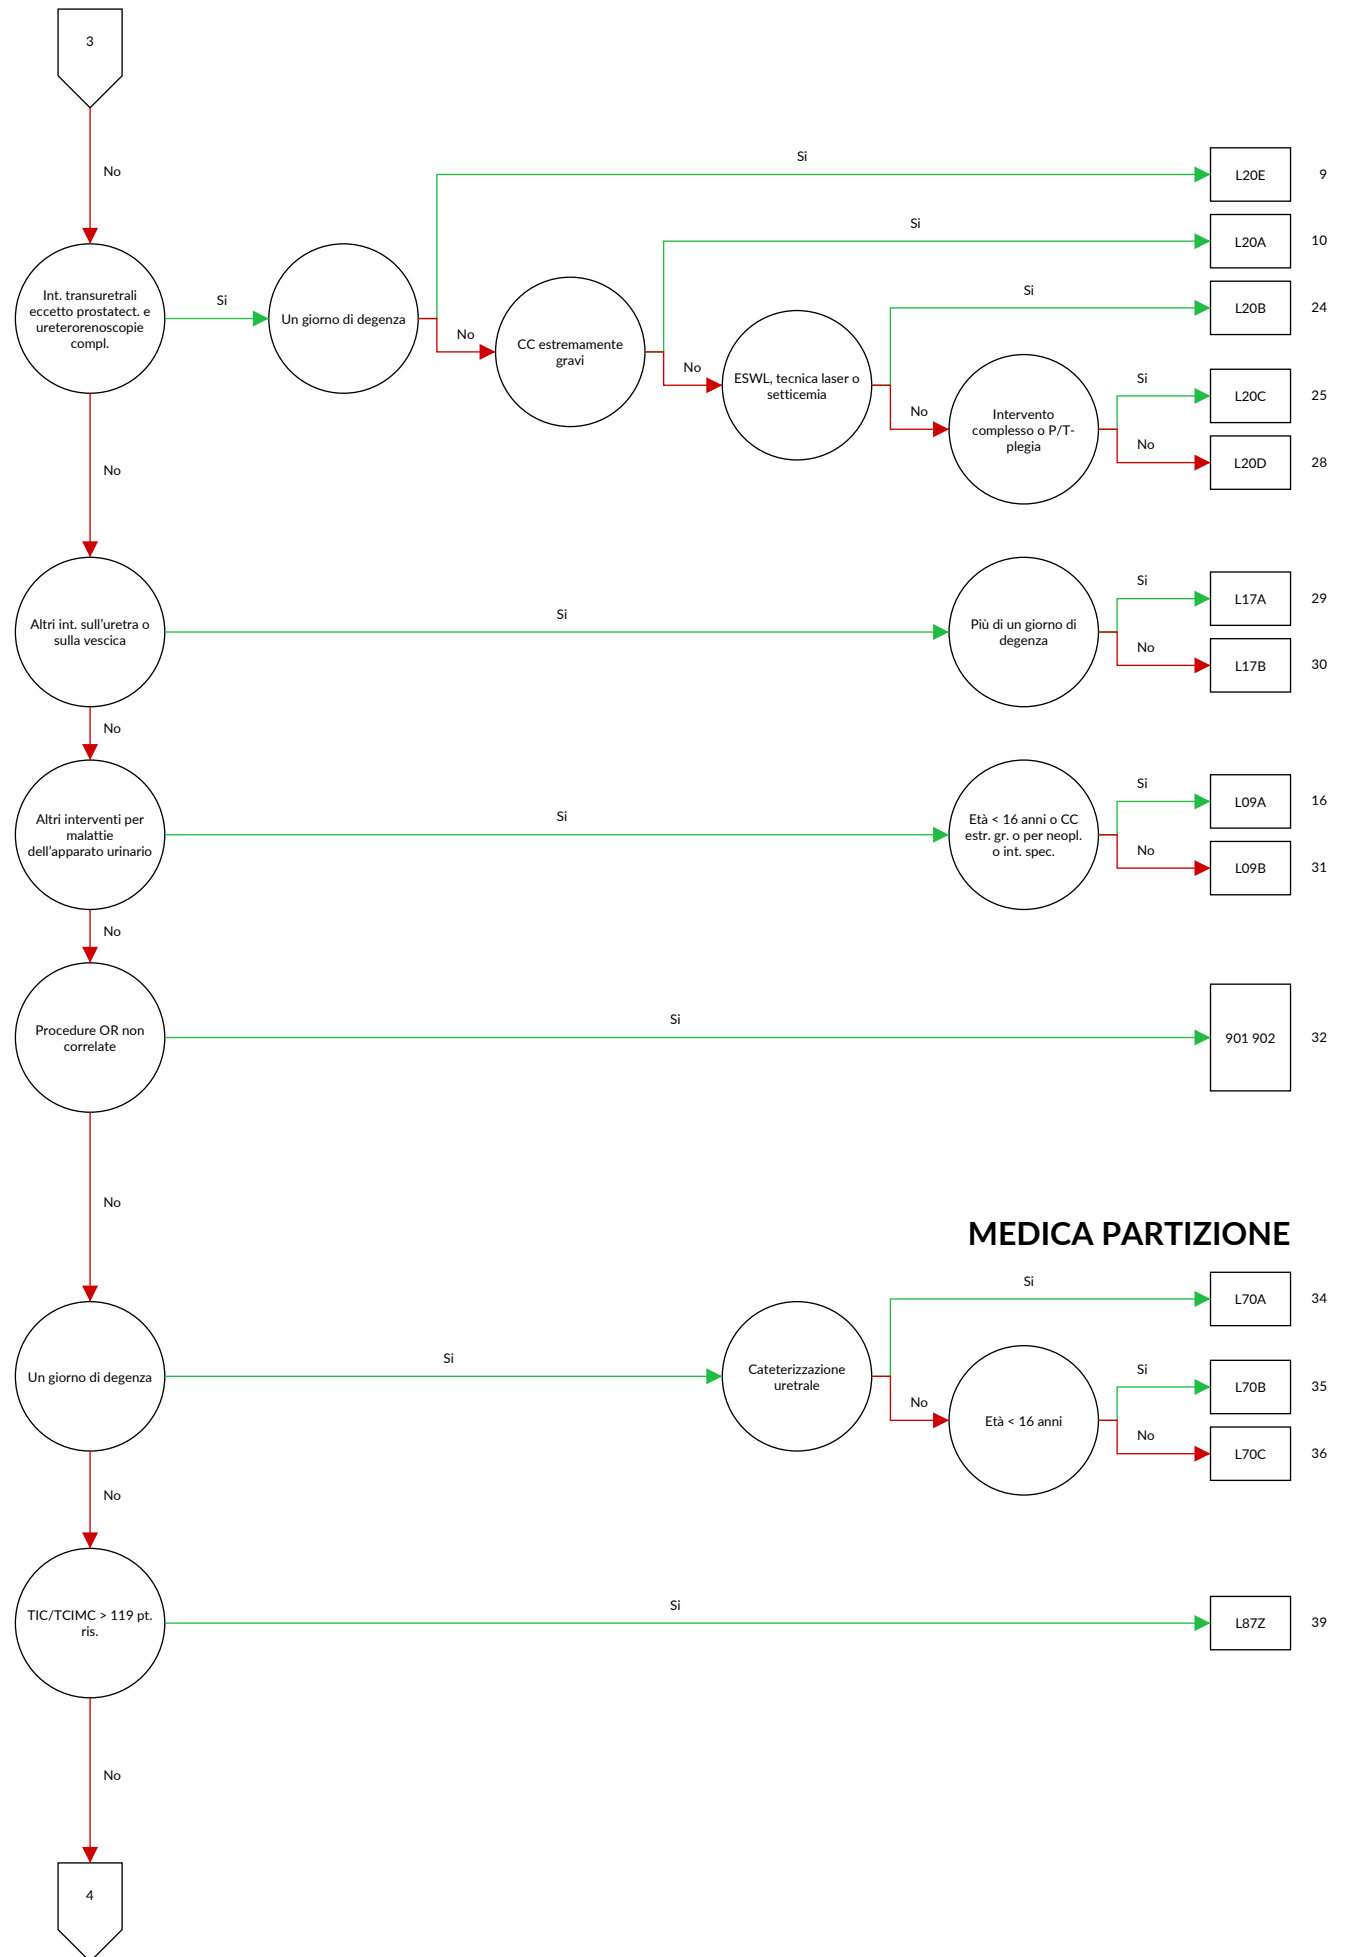 3
No
Si
L20E
9
Si
L20A
10
Int. transuretrali
eccetto prostatect. e
ureterorenoscopie
compl.
Si
Un giorno di degenza
No
CC estremamente
gravi
No
ESWL, tecnica laser o
setticemia
Si
L20B
24
No
Intervento
complesso o P/T-
plegia
Si
L20C
25
No
L20D
28
No
Altri int. sull'uretra o
sulla vescica
Si
Più di un giorno di
degenza
Si
L17A
29
No
L17B
30
No
Altri interventi per
malattie
dell'apparato urinario
Si
Età < 16 anni o CC
estr. gr. o per neopl.
o int. spec.
Si
L09A
16
No
L09B
31
No
Procedure OR non
correlate
Si
901 902
32
No
MEDICA PARTIZIONE
Un giorno di degenza
Si
Cateterizzazione
uretrale
Si
L70A
34
No
Età < 16 anni
Si
L70B
35
No
L70C
36
No
TIC/TCIMC > 119 pt.
ris.
Si
L87Z
39
No
4